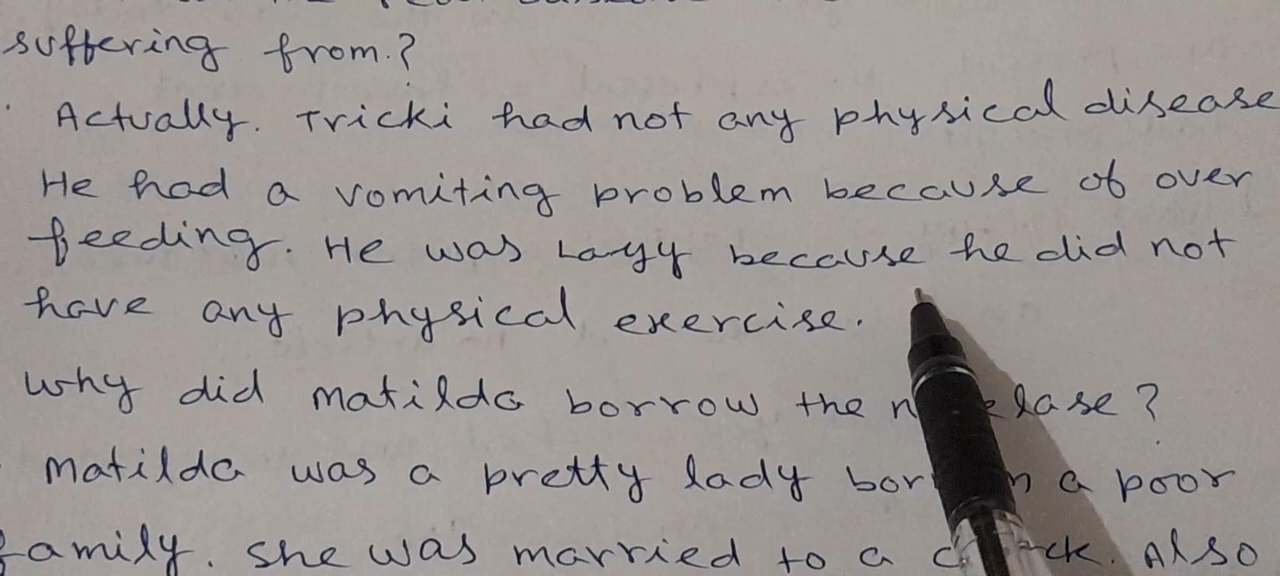 suffering from.?
Actually. Tricki had not any physical disease
He had a vomiting problem because of over
feeding. He was Lazy because he did not
have any physical exercise.
Why did Matilda borrow the
Matilda was a pretty lady a poor
family. She was married to a Also